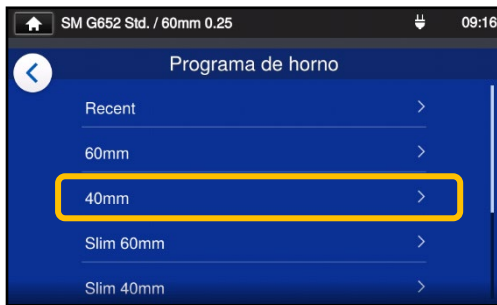 SM G652 Std. / 60mm 0.25 09:16
Programa de horno
Recent
60mm
40mm
Slim 60mm
Slim 40mm